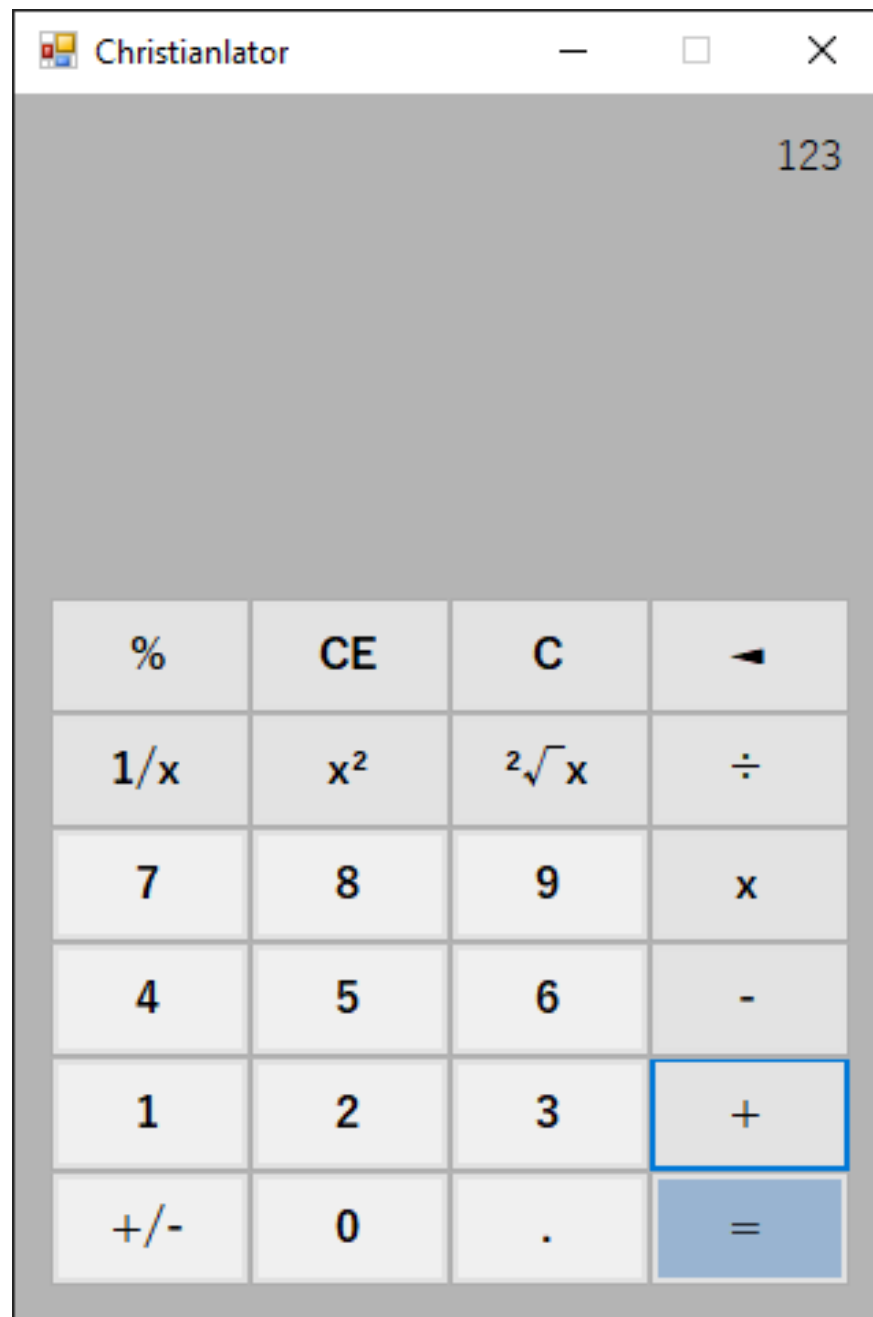 Christianlator
123
% CE C ◄
1/x x² ²√x ÷
7 8 9 x
4 5 6 -
1 2 3 +
+/- 0 . =